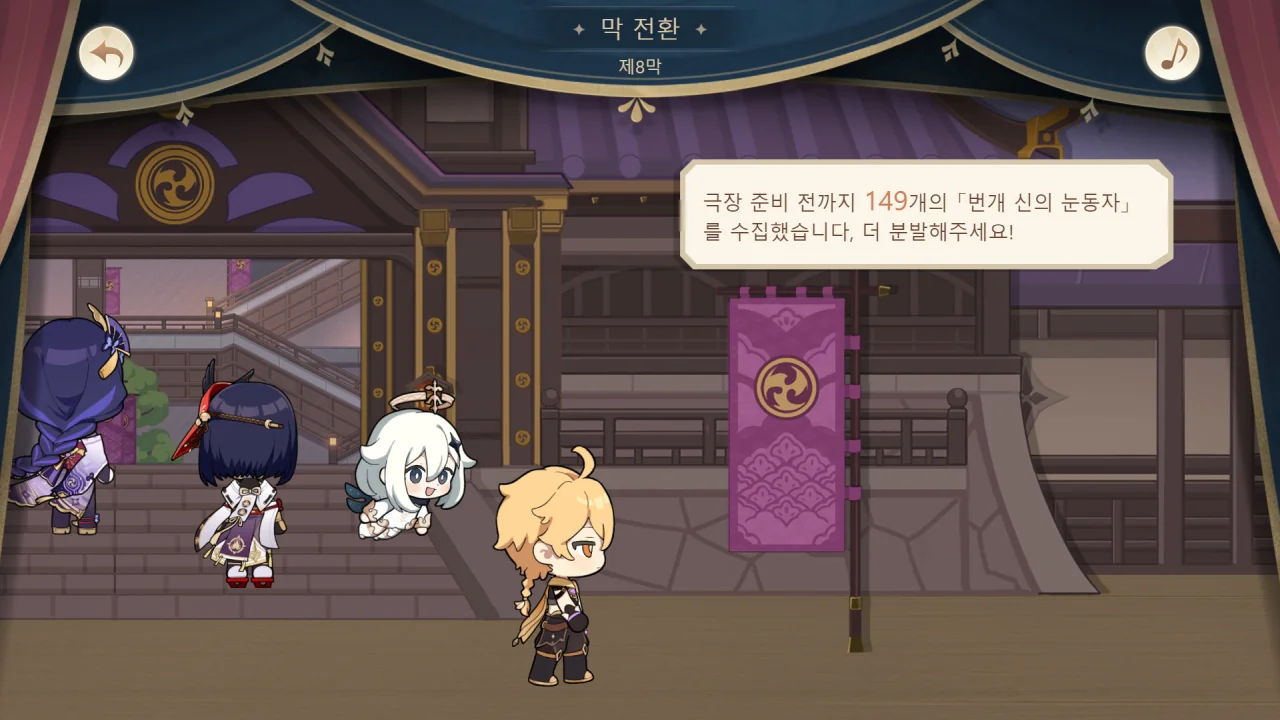 막 전환
제8막
극장 준비 전까지 149개의「번개 신의 눈동자」
를 수집했습니다, 더 분발해주세요!